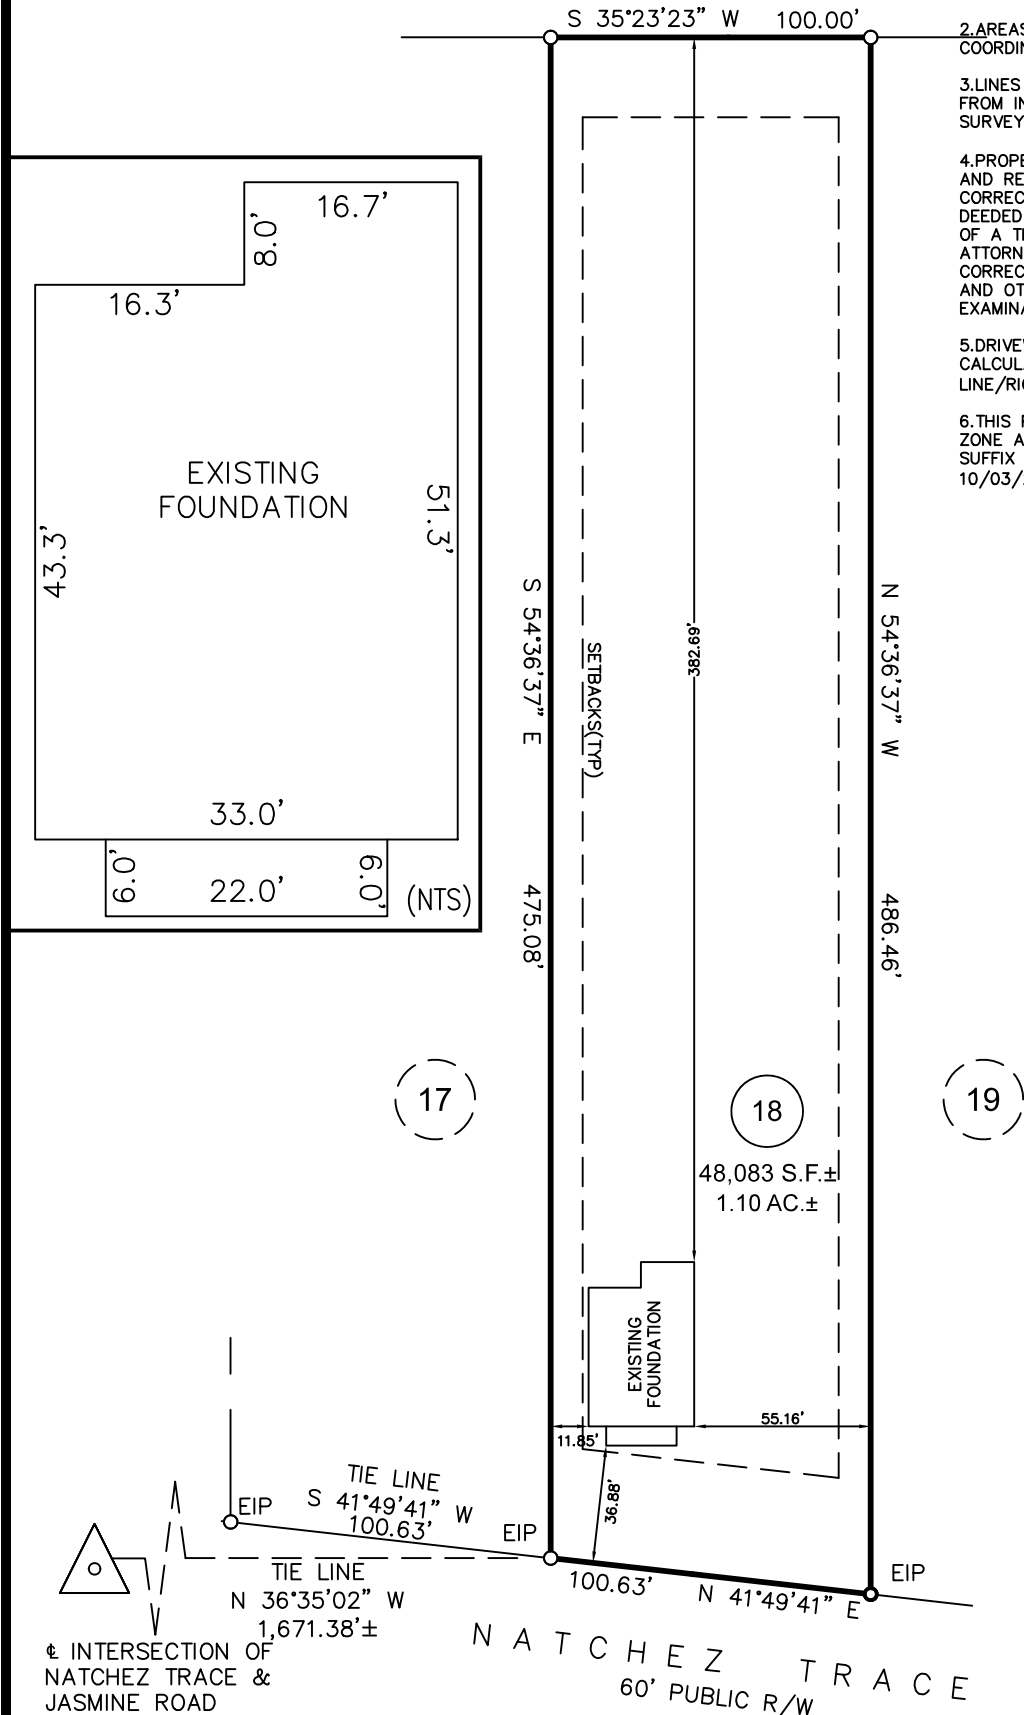 S 35°23'23" W 100.00'
2.AREAS
COORDIN
3.LINES
FROM IN
SURVEY
4.PROPE
AND RE
CORREC
DEEDED
OF A TI
ATTORN
CORREC
AND OT
EXAMINA
5.DRIVEW
CALCUL
LINE/RIG
6.THIS P
ZONE A
SUFFIX
10/03/
16.7'
8.0'
16.3'
EXISTING
FOUNDATION
51.3'
43.3'
33.0'
6.0'
22.0'
6.0'
(NTS)
S 54°36'37" E
475.08'
SETBACKS(TYP)
382.69'
N 54°36'37" W
486.46'
17
18
19
48,083 S.F.±
1.10 AC.±
EXISTING
FOUNDATION
11.85'
55.16'
36.88'
TIE LINE
S 41°49'41" W
100.63'
EIP
EIP
EIP
TIE LINE
N 36°35'02" W
1,671.38'±
100.63' N 41°49'41" E
℄ INTERSECTION OF
NATCHEZ TRACE &
JASMINE ROAD
NATCHEZ TRACE
60' PUBLIC R/W